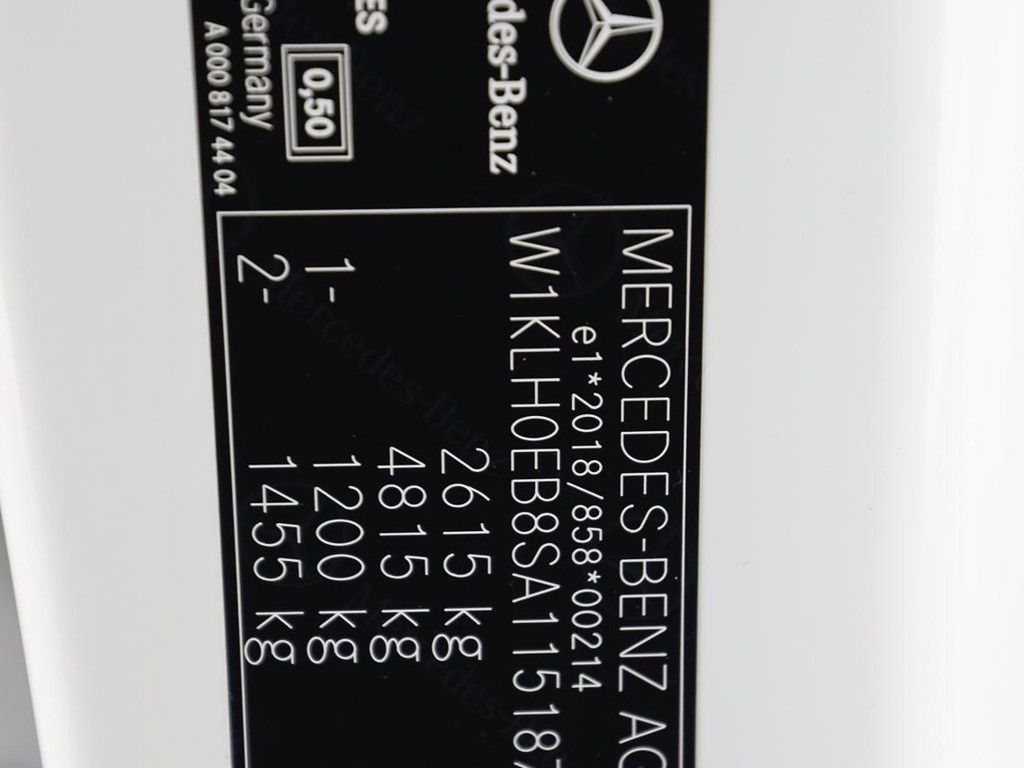 des-Benz
ES
0,50
Germany
A 000 817 44 04
MERCEDES-BENZ AG
e1*2018/858*00214
W1KLH0EB8SA11518
2615 kg
4815 kg
1- 1200 kg
2- 1455 kg